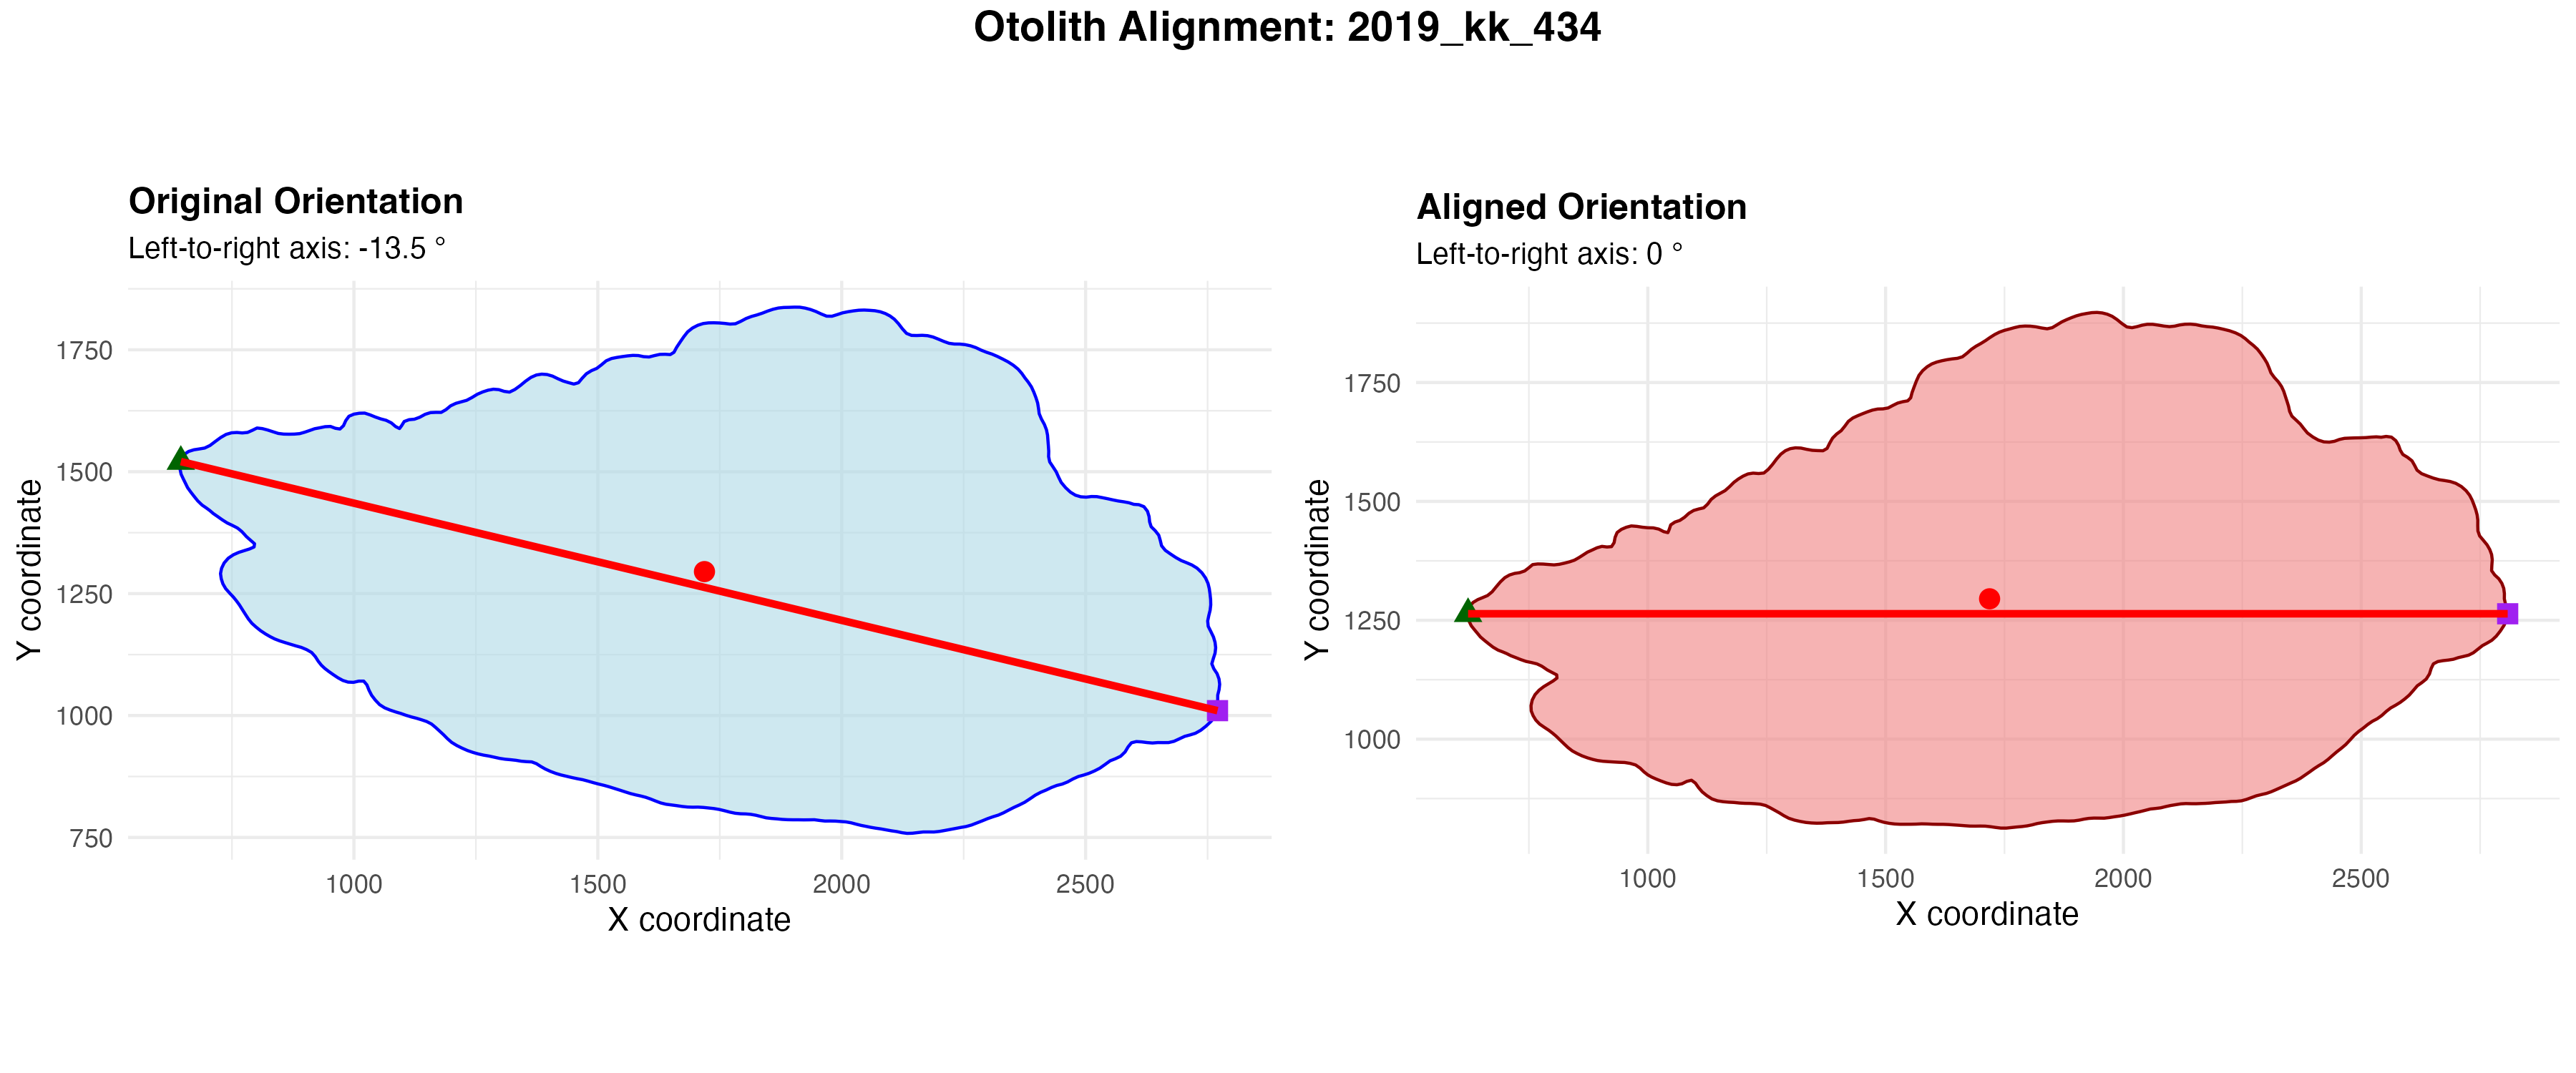 Otolith Alignment: 2019_kk_434
Original Orientation
Left-to-right axis: -13.5 °
Y coordinate
1750
1500
1250
1000
750
1000 1500 2000 2500
X coordinate
Aligned Orientation
Left-to-right axis: 0 °
Y coordinate
1750
1500
1250
1000
1000 1500 2000 2500
X coordinate